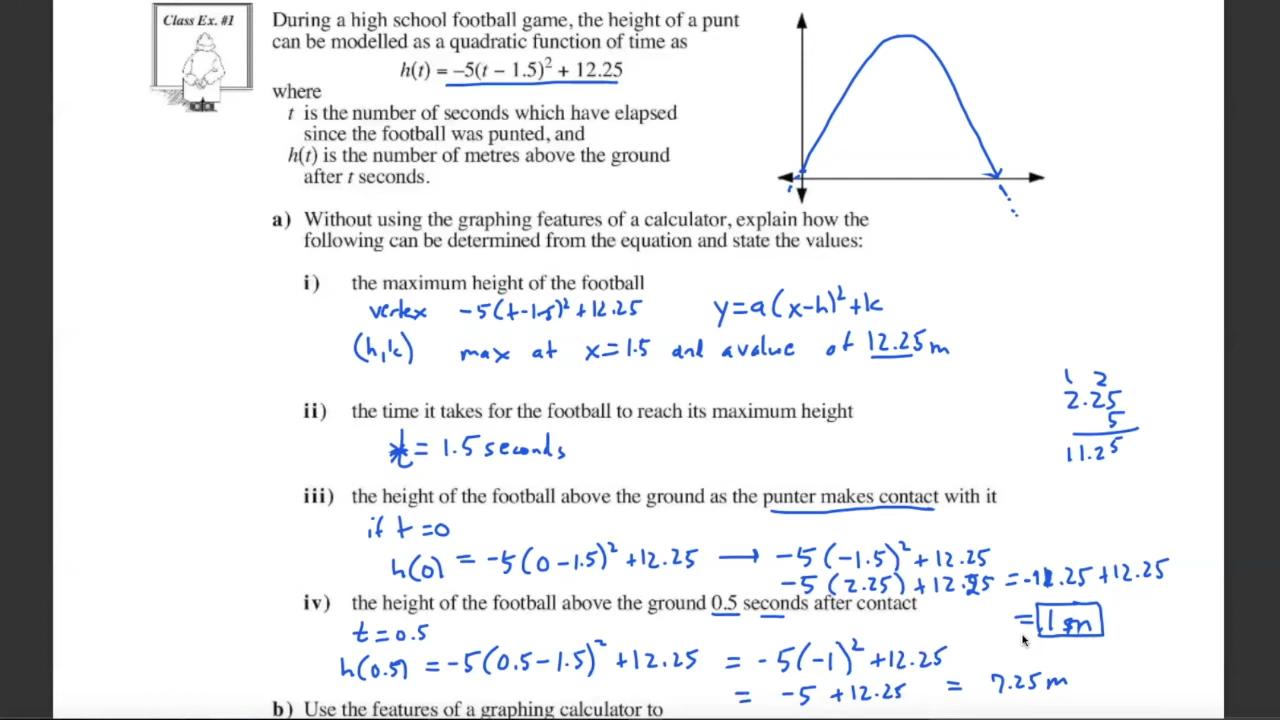 Class Ex. #1
During a high school football game, the height of a punt
can be modelled as a quadratic function of time as
h(t) = –5(t – 1.5)² + 12.25
where
t is the number of seconds which have elapsed
since the football was punted, and
h(t) is the number of metres above the ground
after t seconds.
a) Without using the graphing features of a calculator, explain how the
following can be determined from the equation and state the values:
i) the maximum height of the football
vertex -5(t-1.5)²+12.25 y=a(x-h)²+k
(h,k) max at x=1.5 and a value of 12.25m
1 2
2.25
5
11.25
ii) the time it takes for the football to reach its maximum height
t = 1.5 seconds
iii) the height of the football above the ground as the punter makes contact with it
if t=0
h(0) = -5(0-1.5)²+12.25 → -5(-1.5)²+12.25
-5(2.25)+12.25 = -11.25+12.25
= 1 m
iv) the height of the football above the ground 0.5 seconds after contact
t=0.5
h(0.5) = -5(0.5-1.5)²+12.25 = -5(-1)²+12.25
= -5+12.25 = 7.25m
b) Use the features of a graphing calculator to